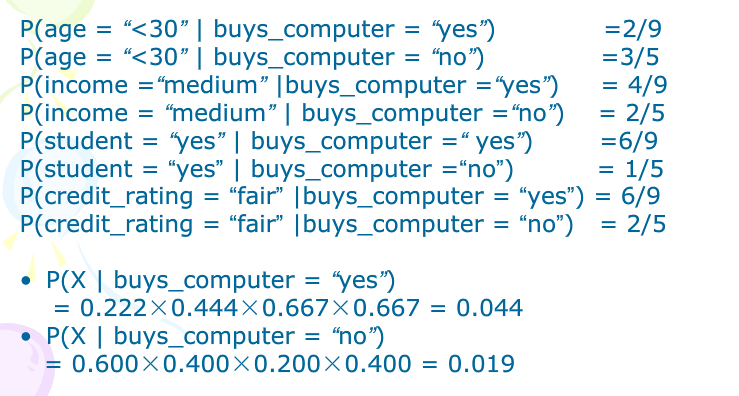 P(age = “<30” | buys_computer = “yes”) =2/9
P(age = “<30” | buys_computer = “no”) =3/5
P(income =“medium” |buys_computer =“yes”) = 4/9
P(income = “medium” | buys_computer =“no”) = 2/5
P(student = “yes” | buys_computer =“ yes”) =6/9
P(student = “yes” | buys_computer =“no”) = 1/5
P(credit_rating = “fair” |buys_computer = “yes”) = 6/9
P(credit_rating = “fair” |buys_computer = “no”) = 2/5
• P(X | buys_computer = “yes”)
= 0.222×0.444×0.667×0.667 = 0.044
• P(X | buys_computer = “no”)
= 0.600×0.400×0.200×0.400 = 0.019